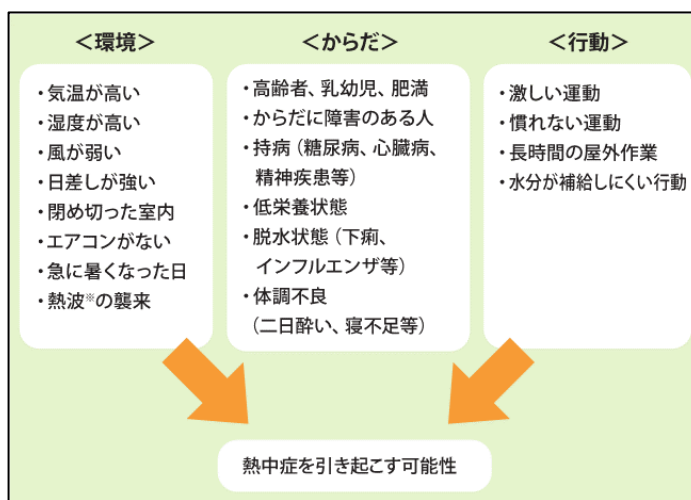 ＜環境＞
・気温が高い
・湿度が高い
・風が弱い
・日差しが強い
・閉め切った室内
・エアコンがない
・急に暑くなった日
・熱波※の襲来
＜からだ＞
・高齢者、乳幼児、肥満
・からだに障害のある人
・持病（糖尿病、心臓病、
精神疾患等）
・低栄養状態
・脱水状態（下痢、
インフルエンザ等）
・体調不良
（二日酔い、寝不足等）
＜行動＞
・激しい運動
・慣れない運動
・長時間の屋外作業
・水分が補給しにくい行動
熱中症を引き起こす可能性